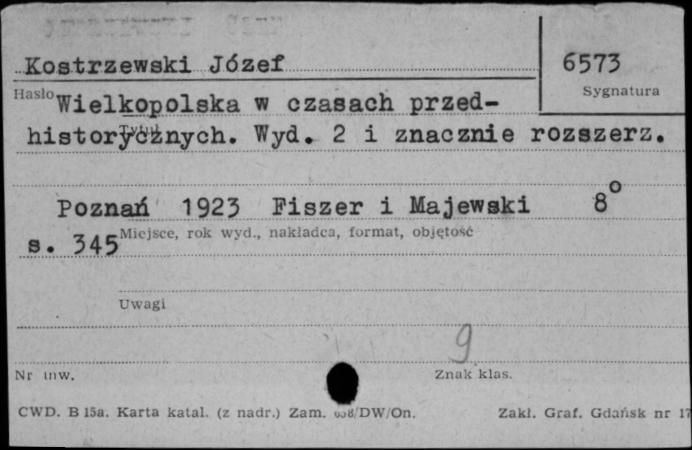 Kostrzewski Józef
6573
Hasło
Sygnatura
Wielkopolska w czasach przed-
Tytuł
historycznych. Wyd. 2 i znacznie rozszerz.
Poznań 1923 Fiszer i Majewski 8°
Miejsce, rok wyd., nakładca, format, objętość
s. 345
Uwagi
9
Nr inw.
Znak klas.
CWD. B 15a. Karta katal. (z nadr.) Zam. /DW/On. Zakł. Graf. Gdańsk nr 17